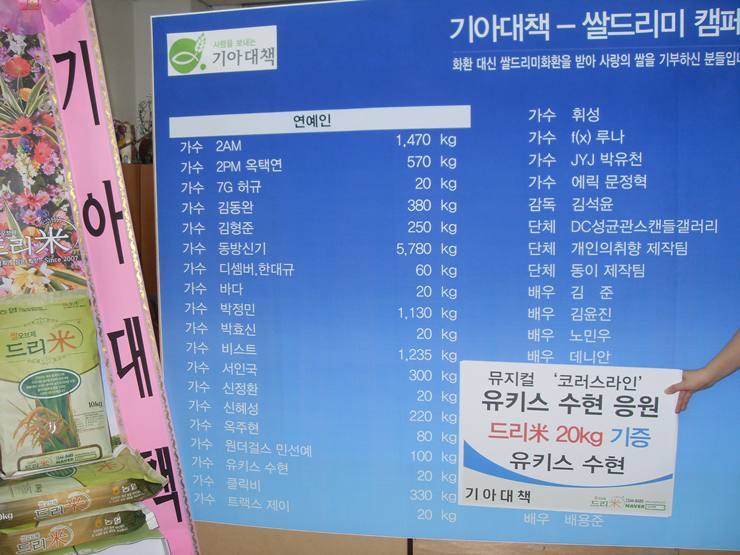 사람을 보내는
기아대책
기아대책 – 쌀드리미 캠페
화환 대신 쌀드리미화환을 받아 사랑의 쌀을 기부하신 분들입니
연예인
가수 2AM 1,470 kg
가수 2PM 옥택연 570 kg
가수 7G 허규 20 kg
가수 김동완 380 kg
가수 김형준 250 kg
가수 동방신기 5,780 kg
가수 디셈버,한대규 60 kg
가수 바다 20 kg
가수 박정민 1,130 kg
가수 박효신 20 kg
가수 비스트 1,235 kg
가수 서인국 300 kg
가수 신정환 20 kg
가수 신혜성 220 kg
가수 옥주현 80 kg
가수 원더걸스 민선예 100 kg
가수 유키스 수현 20 kg
가수 클릭비 330 kg
가수 트랙스 제이 20 kg
가수 휘성
가수 f(x) 루나
가수 JYJ 박유천
가수 에릭 문정혁
감독 김석윤
단체 DC성균관스캔들갤러리
단체 개인의취향 제작팀
단체 동이 제작팀
배우 김 준
배우 김윤진
배우 노민우
배우 데니안
배우 배용준
뮤지컬 '코러스라인'
유키스 수현 응원
드리米 20kg 기증
유키스 수현
기아대책
드리米
NAVER
기아대책
드리米
Since 2007
드리米
10kg
드리米
NAVER
드리米